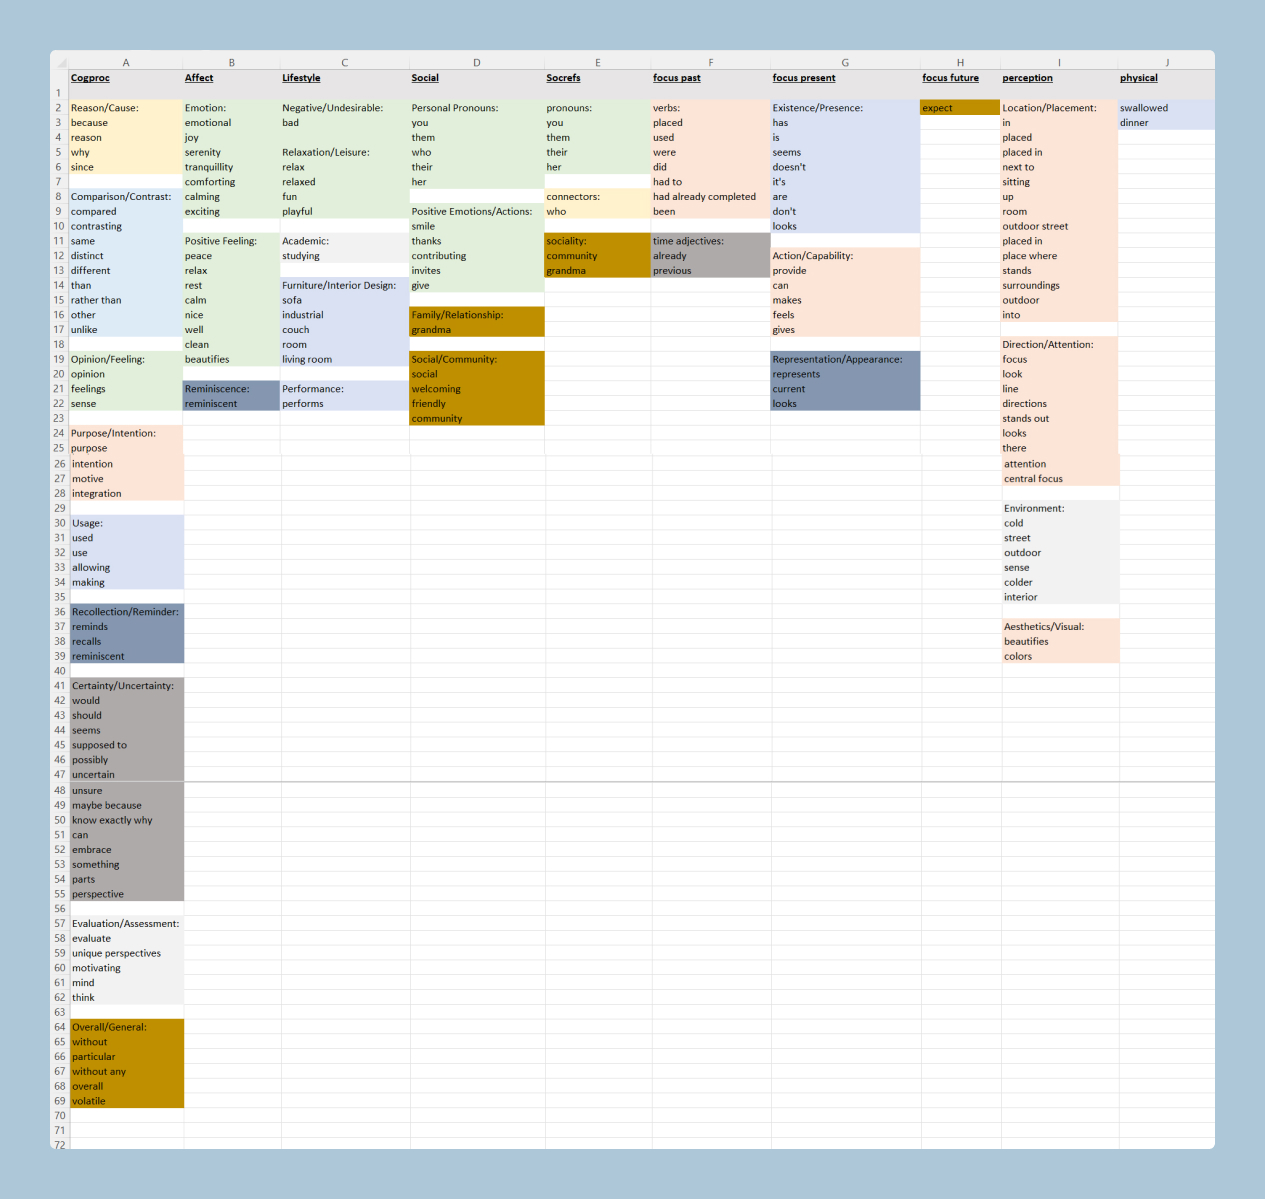 A B C D E F G H I J
1 Cogproc Affect Lifestyle Social Socrefs focus past focus present focus future perception physical
2 Reason/Cause: Emotion: Negative/Undesirable: Personal Pronouns: pronouns: verbs: Existence/Presence: expect Location/Placement: swallowed
3 because emotional bad you you placed has in dinner
4 reason joy them them used is placed
5 why serenity Relaxation/Leisure: who their were seems placed in
6 since tranquillity relax their her did doesn't next to
7 comforting relaxed her had to it's sitting
8 Comparison/Contrast: calming fun connectors: had already completed are up
9 compared exciting playful Positive Emotions/Actions: who been don't room
10 contrasting smile looks outdoor street
11 same Positive Feeling: Academic: thanks sociality: time adjectives: placed in
12 distinct peace studying contributing community already Action/Capability: place where
13 different relax invites grandma previous provide stands
14 than rest Furniture/Interior Design: give can surroundings
15 rather than calm sofa makes outdoor
16 other nice industrial Family/Relationship: feels into
17 unlike well couch grandma gives
18 clean room Direction/Attention:
19 Opinion/Feeling: beautifies living room Social/Community: Representation/Appearance: focus
20 opinion social represents look
21 feelings Reminiscence: Performance: welcoming current line
22 sense reminiscent performs friendly looks directions
23 community stands out
24 Purpose/Intention: looks
25 purpose there
26 intention attention
27 motive central focus
28 integration
29 Environment:
30 Usage: cold
31 used street
32 use outdoor
33 allowing sense
34 making colder
35 interior
36 Recollection/Reminder:
37 reminds Aesthetics/Visual:
38 recalls beautifies
39 reminiscent colors
40
41 Certainty/Uncertainty:
42 would
43 should
44 seems
45 supposed to
46 possibly
47 uncertain
48 unsure
49 maybe because
50 know exactly why
51 can
52 embrace
53 something
54 parts
55 perspective
56
57 Evaluation/Assessment:
58 evaluate
59 unique perspectives
60 motivating
61 mind
62 think
63
64 Overall/General:
65 without
66 particular
67 without any
68 overall
69 volatile
70
71
72